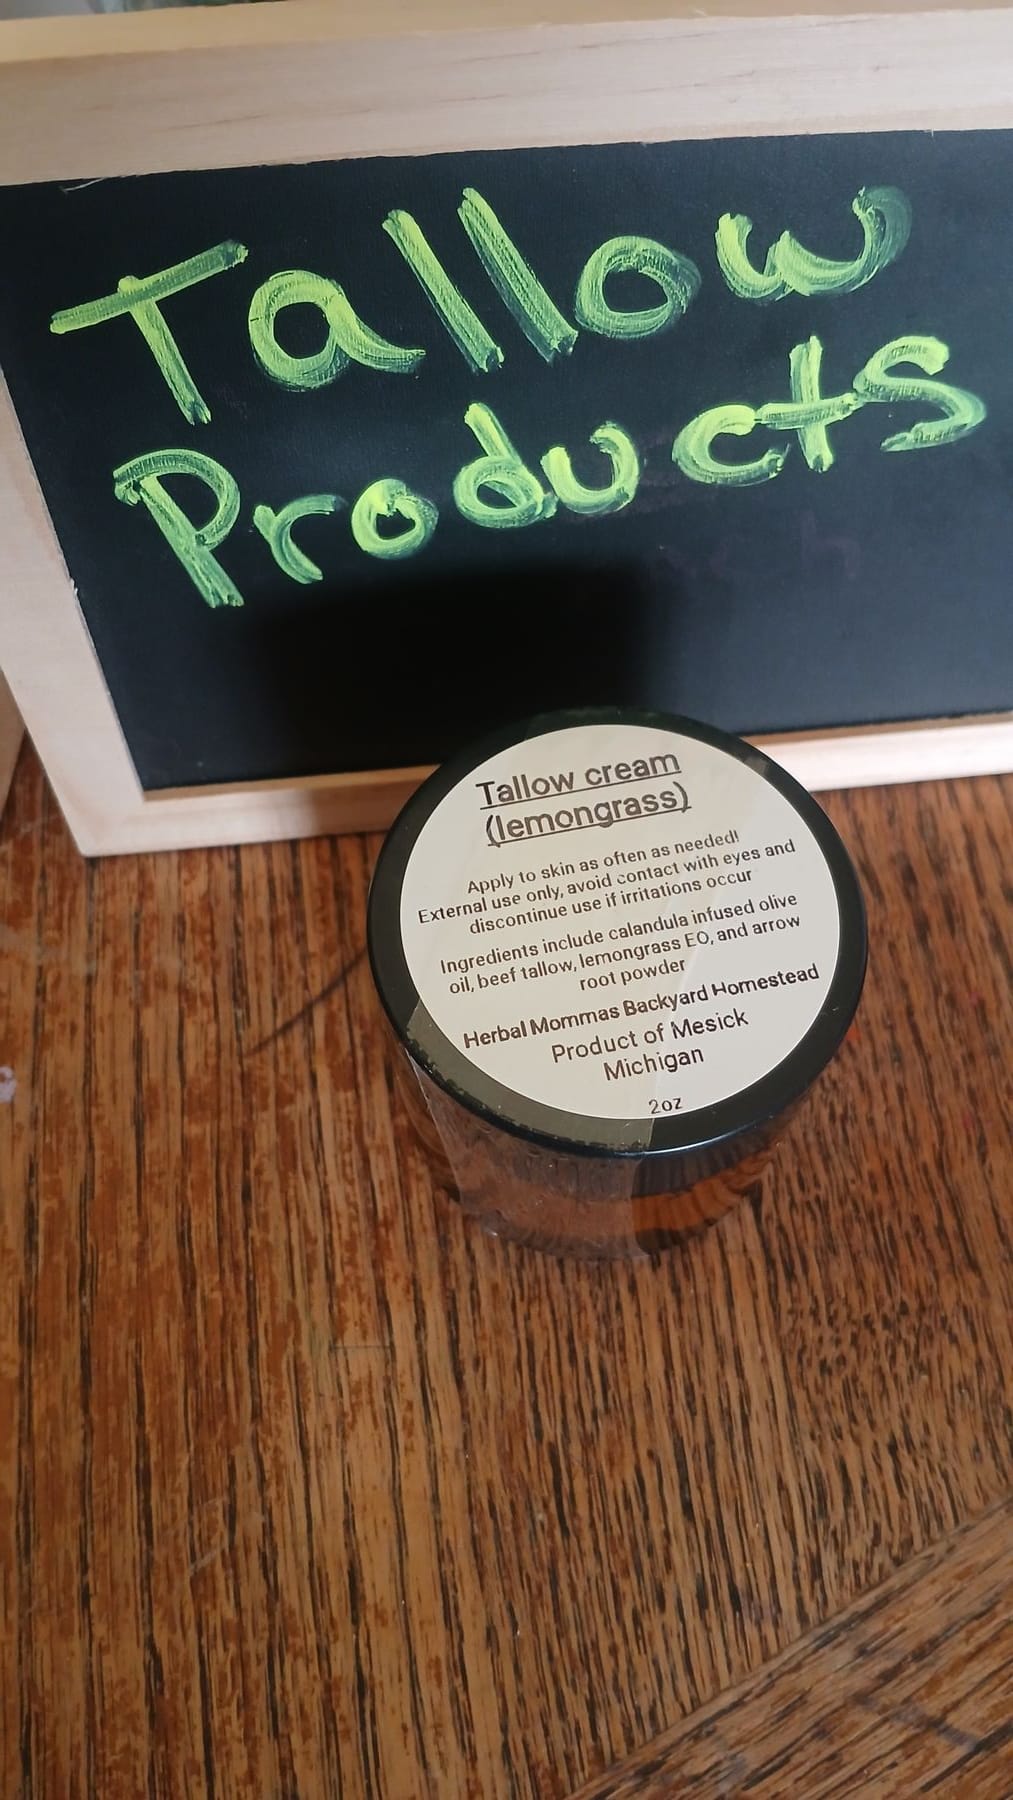 Tallow
Products
Tallow cream
(lemongrass)
Apply to skin as often as needed!
External use only, avoid contact with eyes and
discontinue use if irritations occur
Ingredients include calandula infused olive
oil, beef tallow, lemongrass EO, and arrow
root powder
Herbal Mommas Backyard Homestead
Product of Mesick
Michigan
2oz